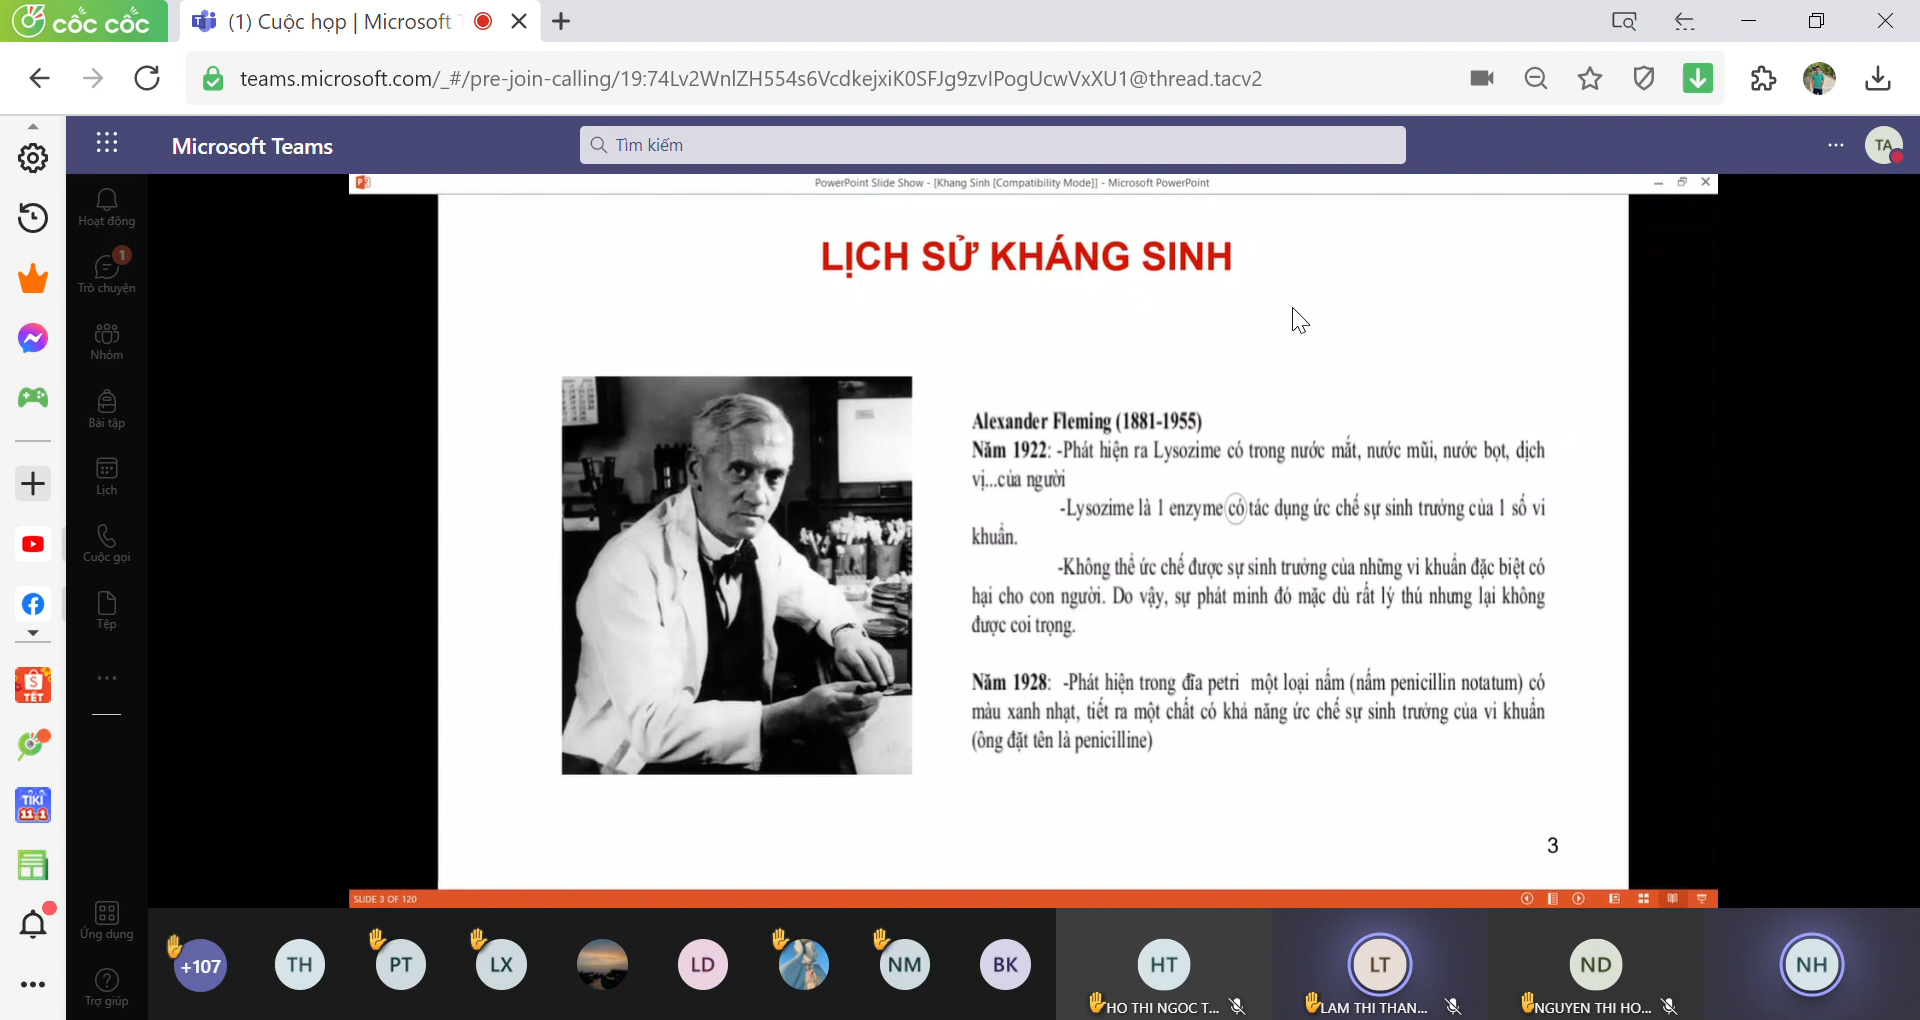 cốc cốc
(1) Cuộc họp | Microsoft
teams.microsoft.com/_#/pre-join-calling/19:74Lv2WnlZH554s6VcdkejxiK0SFJg9zvIPogUcwVxXU1@thread.tacv2
Microsoft Teams
Tìm kiếm
TA
PowerPoint Slide Show - [Khang Sinh [Compatibility Mode]] - Microsoft PowerPoint
Hoạt động
1
Trò chuyện
Nhóm
Bài tập
Lịch
Cuộc gọi
Tệp
Ứng dụng
Trợ giúp
TẾT
TIKI
11.1
LỊCH SỬ KHÁNG SINH
Alexander Fleming (1881-1955)
Năm 1922: -Phát hiện ra Lysozime có trong nước mắt, nước mũi, nước bọt, dịch
vị...của người
-Lysozime là 1 enzyme có tác dụng ức chế sự sinh trưởng của 1 số vi
khuẩn.
-Không thể ức chế được sự sinh trưởng của những vi khuẩn đặc biệt có
hại cho con người. Do vậy, sự phát minh đó mặc dù rất lý thú nhưng lại không
được coi trọng.
Năm 1928: -Phát hiện trong đĩa petri một loại nấm (nấm penicillin notatum) có
màu xanh nhạt, tiết ra một chất có khả năng ức chế sự sinh trưởng của vi khuẩn
(ông đặt tên là penicilline)
3
SLIDE 3 OF 120
+107
TH
PT
LX
LD
NM
BK
HT
LT
ND
NH
HO THI NGOC T...
LAM THI THAN...
NGUYEN THI HO...